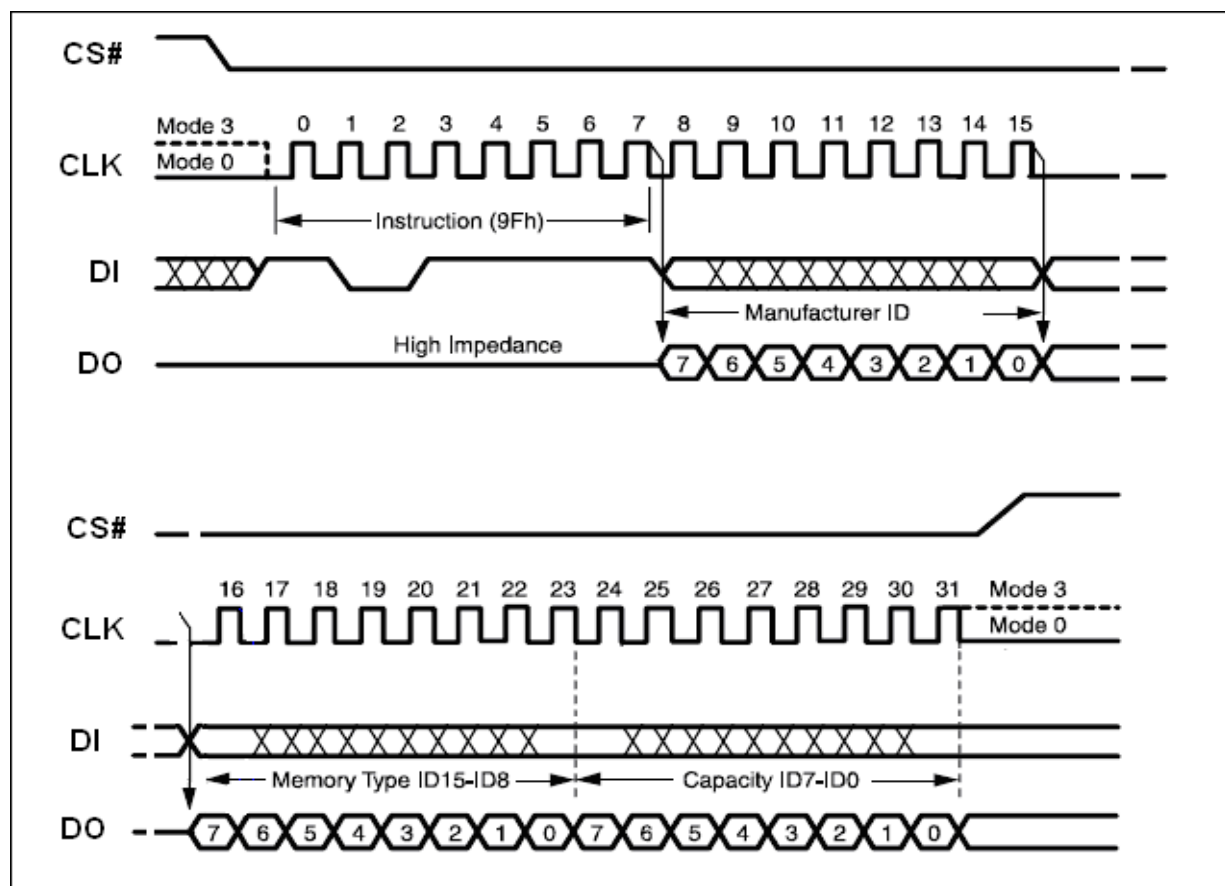 CS#
Mode 3
0 1 2 3 4 5 6 7 8 9 10 11 12 13 14 15
CLK
Mode 0
Instruction (9Fh)
DI
Manufacturer ID
High Impedance
DO
7 6 5 4 3 2 1 0
CS#
16 17 18 19 20 21 22 23 24 25 26 27 28 29 30 31
Mode 3
CLK
Mode 0
DI
Memory Type ID15-ID8
Capacity ID7-ID0
DO
7 6 5 4 3 2 1 0 7 6 5 4 3 2 1 0